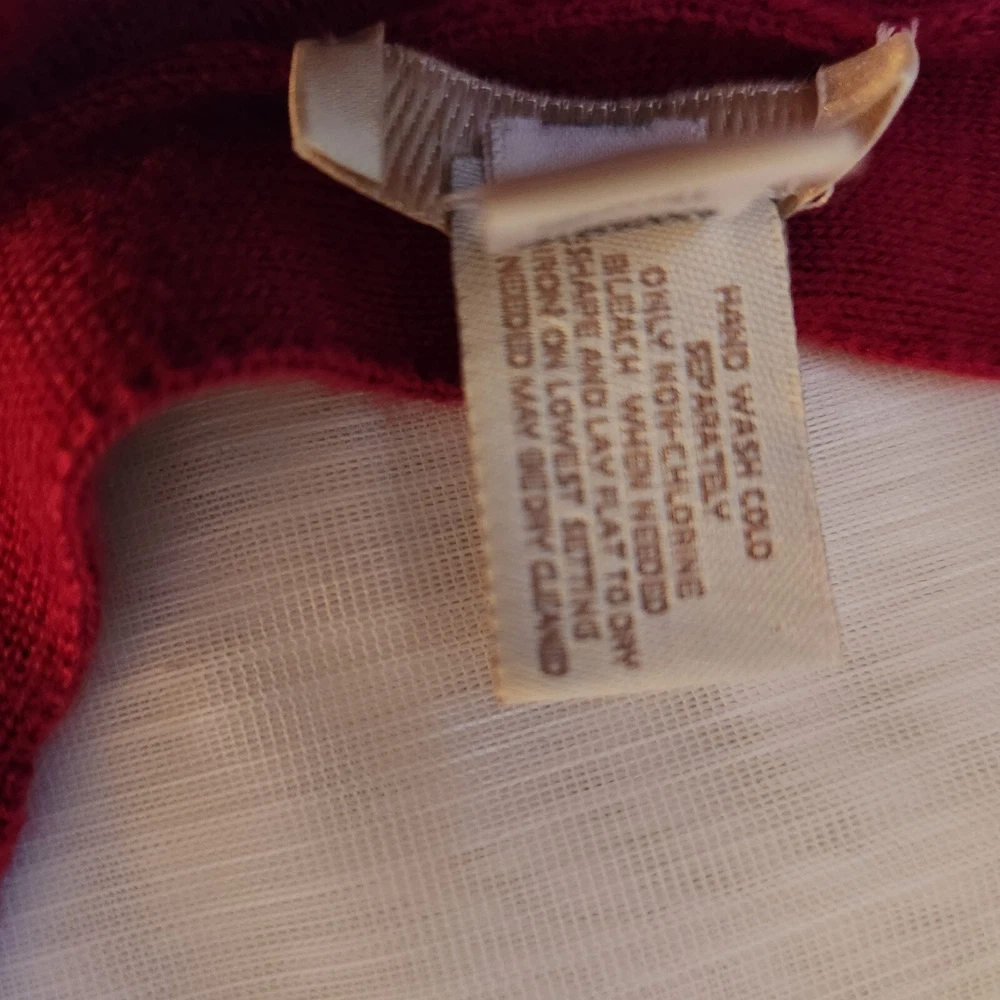 HAND WASH COLD
SEPARATELY
ONLY NON-CHLORINE
BLEACH WHEN NEEDED
SHAPE AND LAY FLAT TO DRY
IRON ON LOWEST SETTING
NEEDED MAY BE DRY CLEANED